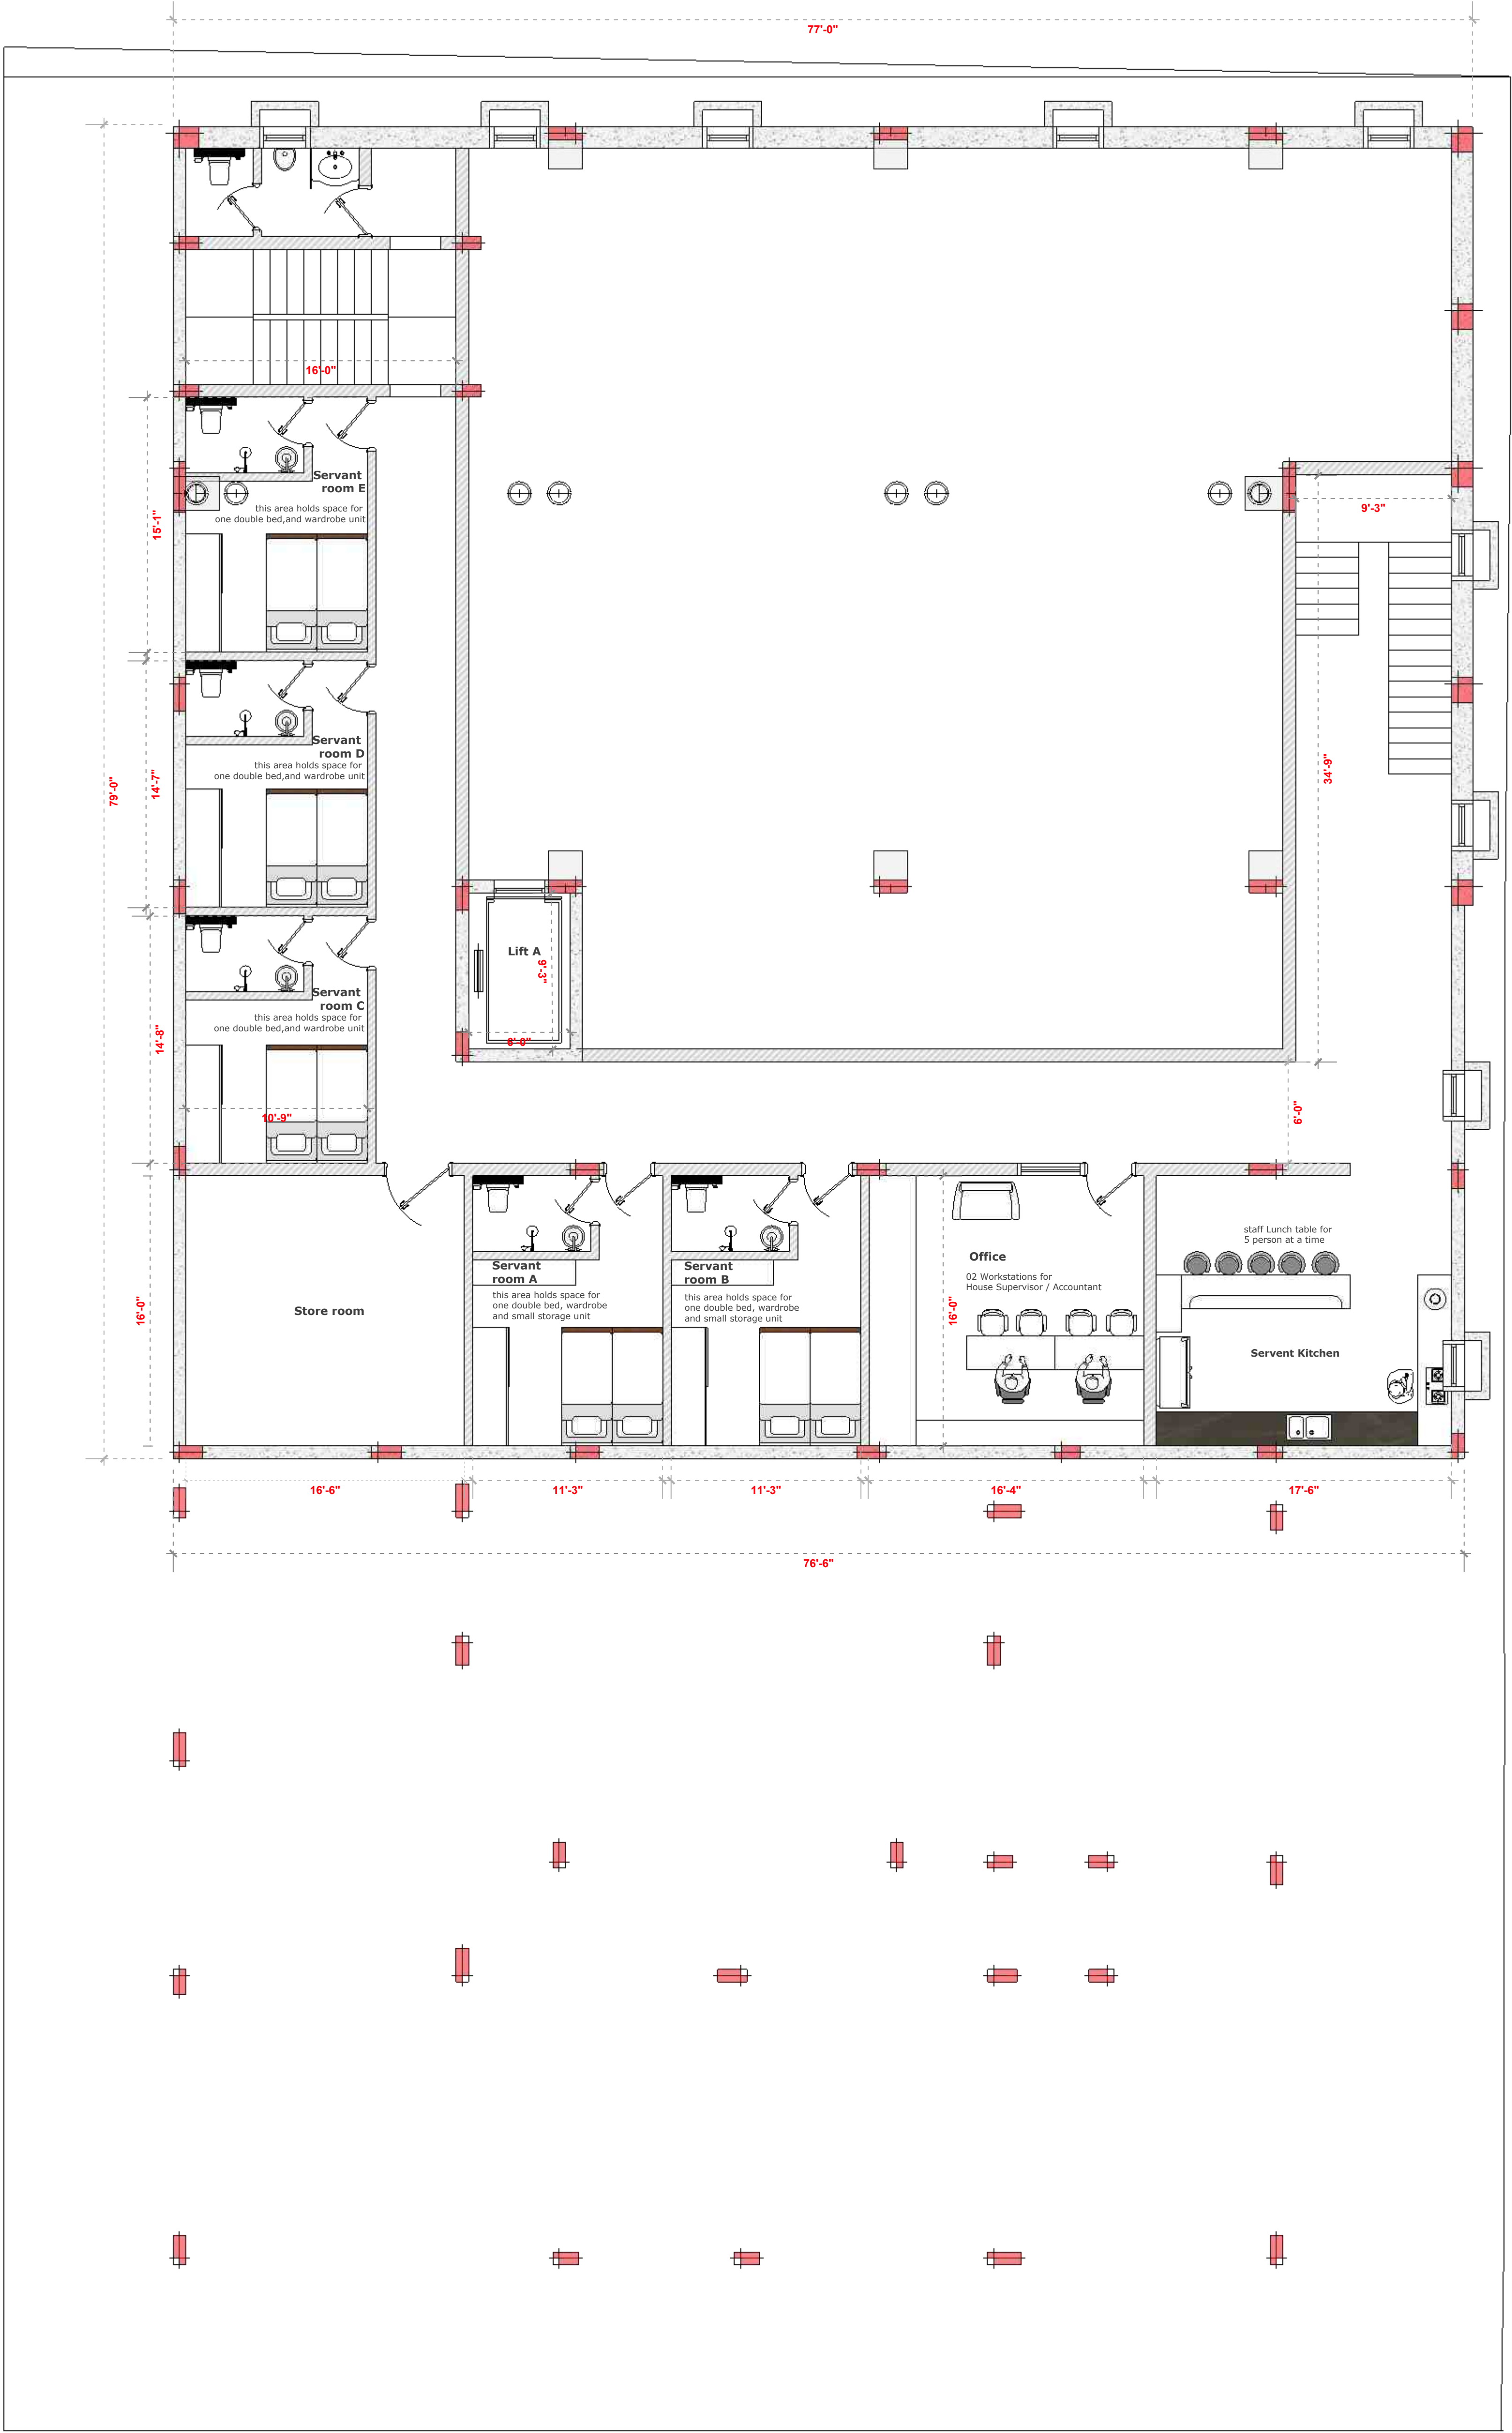 77'-0"
16'-0"
Servant
room E
this area holds space for
one double bed,and wardrobe unit
15'-1"
9'-3"
Servant
room D
this area holds space for
one double bed,and wardrobe unit
79'-0"
14'-7"
34'-9"
Lift A
9'-3"
6'-0"
Servant
room C
this area holds space for
one double bed,and wardrobe unit
14'-8"
10'-9"
6'-0"
Store room
16'-0"
Servant
room A
this area holds space for
one double bed, wardrobe
and small storage unit
Servant
room B
this area holds space for
one double bed, wardrobe
and small storage unit
Office
02 Workstations for
House Supervisor / Accountant
16'-0"
staff Lunch table for
5 person at a time
Servent Kitchen
16'-6"
11'-3"
11'-3"
16'-4"
17'-6"
76'-6"